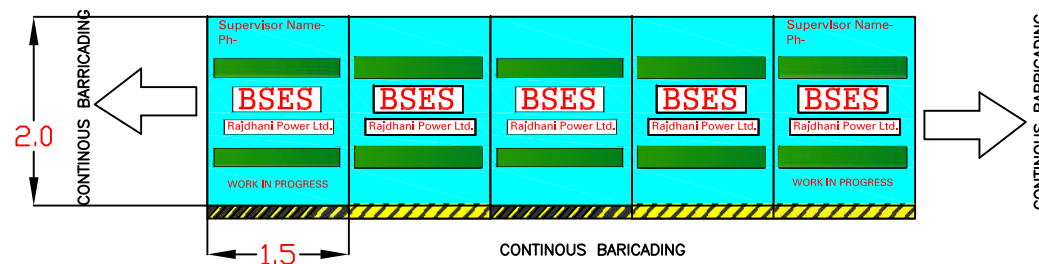 CONTINOUS BARRICADING
2.0
Supervisor Name-
Ph-
BSES
Rajdhani Power Ltd.
WORK IN PROGRESS
BSES
Rajdhani Power Ltd.
BSES
Rajdhani Power Ltd.
BSES
Rajdhani Power Ltd.
Supervisor Name-
Ph-
BSES
Rajdhani Power Ltd.
WORK IN PROGRESS
CONTINOUS BARRICADING
1.5
CONTINOUS BARICADING